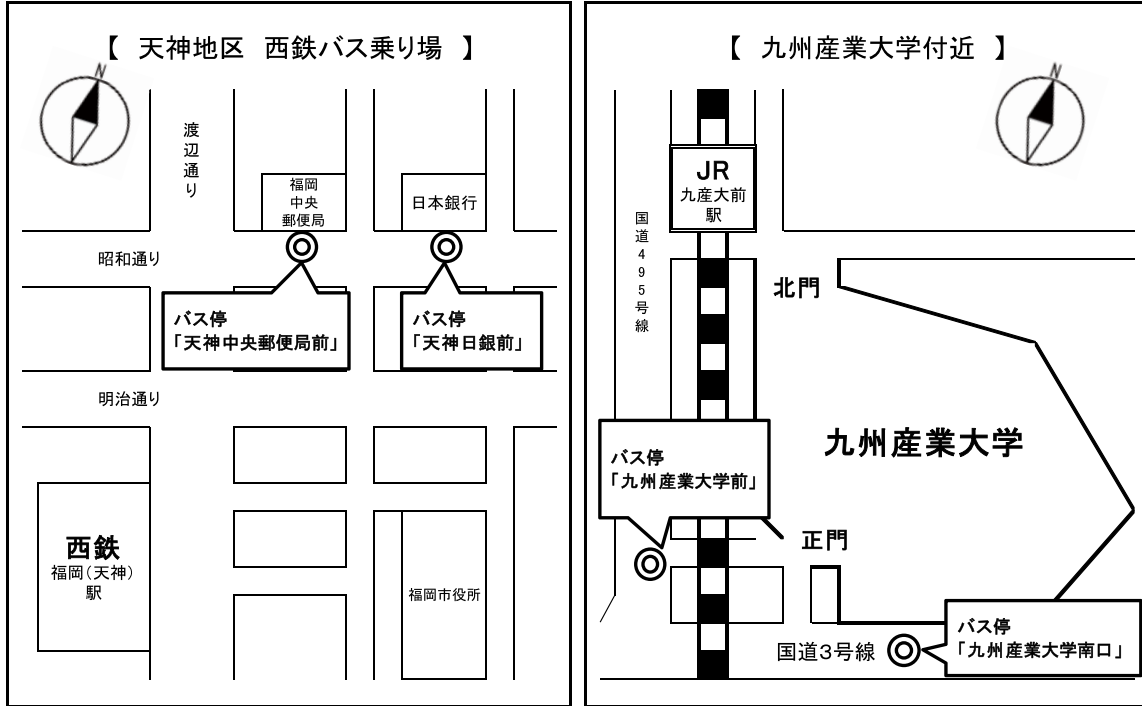 【 天神地区 西鉄バス乗り場 】
N
渡辺通り
福岡
中央
郵便局
日本銀行
昭和通り
バス停
「天神中央郵便局前」
バス停
「天神日銀前」
明治通り
西鉄
福岡(天神)
駅
福岡市役所
【 九州産業大学付近 】
N
JR
九産大前
駅
国道495号線
北門
九州産業大学
バス停
「九州産業大学前」
正門
国道3号線
バス停
「九州産業大学南口」